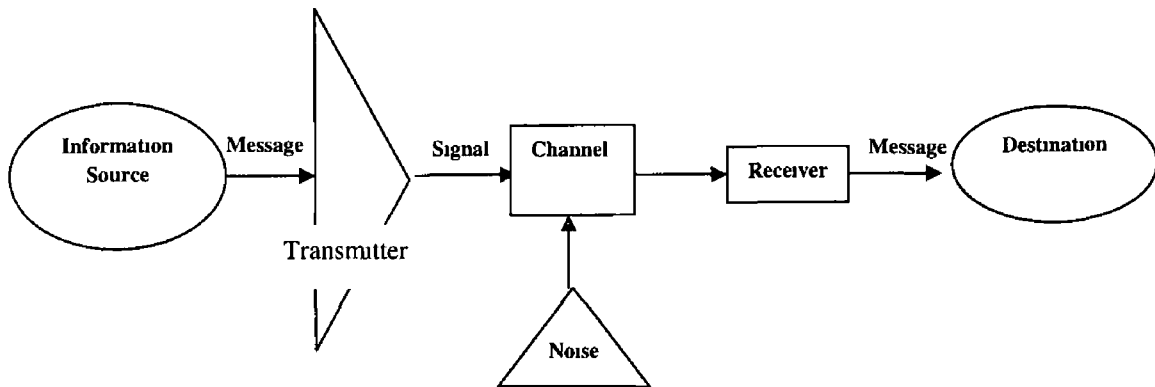 Information
Source
Message
Transmitter
Signal
Channel
Noise
Receiver
Message
Destination